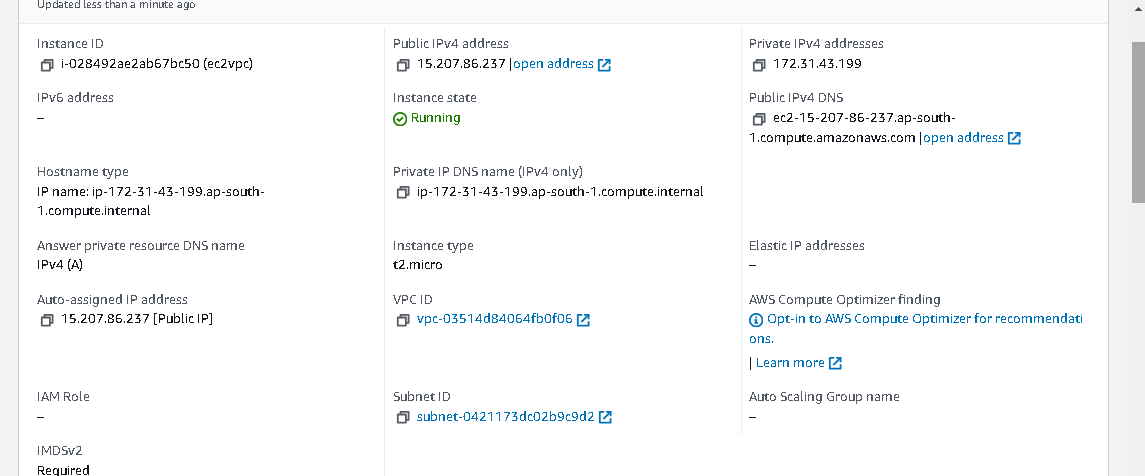 Updated less than a minute ago
Instance ID
i-028492ae2ab67bc50 (ec2vpc)
Public IPv4 address
15.207.86.237 |open address
Private IPv4 addresses
172.31.43.199
IPv6 address
–
Instance state
Running
Public IPv4 DNS
ec2-15-207-86-237.ap-south-
1.compute.amazonaws.com |open address
Hostname type
IP name: ip-172-31-43-199.ap-south-
1.compute.internal
Private IP DNS name (IPv4 only)
ip-172-31-43-199.ap-south-1.compute.internal
Answer private resource DNS name
IPv4 (A)
Instance type
t2.micro
Elastic IP addresses
–
Auto-assigned IP address
15.207.86.237 [Public IP]
VPC ID
vpc-03514d84064fb0f06
AWS Compute Optimizer finding
Opt-in to AWS Compute Optimizer for recommendati
ons.
| Learn more
IAM Role
–
Subnet ID
subnet-0421173dc02b9c9d2
Auto Scaling Group name
–
IMDSv2
Required